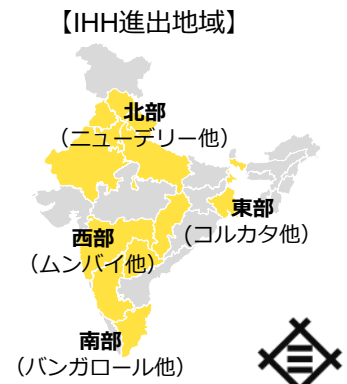 【IHH進出地域】
北部
（ニューデリー他）
東部
(コルカタ他）
西部
（ムンバイ他）
南部
（バンガロール他）